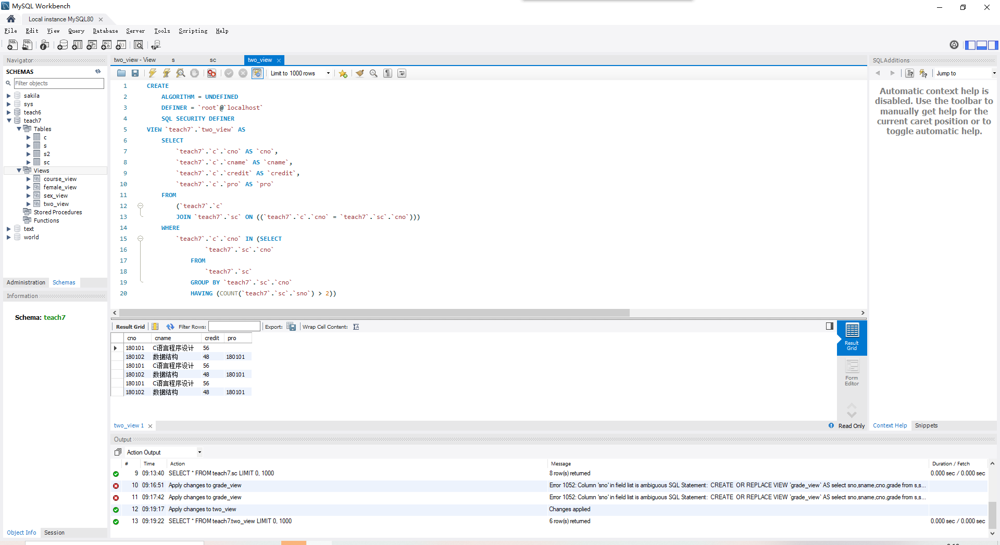 MySQL Workbench
Local instance MySQL80
File Edit View Query Database Server Tools Scripting Help
Navigator
SCHEMAS
Filter objects
sakila
sys
teach6
teach7
Tables
c
s
s2
sc
Views
course_view
female_view
sex_view
two_view
Stored Procedures
Functions
text
world
Administration Schemas
Information
Schema: teach7
Object Info Session
two_view - View s sc two_view
Limit to 1000 rows
1 CREATE
2 ALGORITHM = UNDEFINED
3 DEFINER = `root`@`localhost`
4 SQL SECURITY DEFINER
5 VIEW `teach7`.`two_view` AS
6 SELECT
7 `teach7`.`c`.`cno` AS `cno`,
8 `teach7`.`c`.`cname` AS `cname`,
9 `teach7`.`c`.`credit` AS `credit`,
10 `teach7`.`c`.`pro` AS `pro`
11 FROM
12 (`teach7`.`c`
13 JOIN `teach7`.`sc` ON ((`teach7`.`c`.`cno` = `teach7`.`sc`.`cno`)))
14 WHERE
15 `teach7`.`c`.`cno` IN (SELECT
16 `teach7`.`sc`.`cno`
17 FROM
18 `teach7`.`sc`
19 GROUP BY `teach7`.`sc`.`cno`
20 HAVING (COUNT(`teach7`.`sc`.`sno`) > 2))
Result Grid Filter Rows: Export: Wrap Cell Content:
cno cname credit pro
180101 C语言程序设计 56
180102 数据结构 48 180101
180101 C语言程序设计 56
180102 数据结构 48 180101
180101 C语言程序设计 56
180102 数据结构 48 180101
Result
Grid
Form
Editor
two_view 1
Read Only
SQLAdditions
Jump to
Automatic context help is
disabled. Use the toolbar to
manually get help for the
current caret position or to
toggle automatic help.
Context Help Snippets
Output
Action Output
# Time Action Message Duration / Fetch
9 09:13:40 SELECT * FROM teach7.sc LIMIT 0, 1000 8 row(s) returned 0.000 sec / 0.000 sec
10 09:16:51 Apply changes to grade_view Error 1052: Column 'sno' in field list is ambiguous SQL Statement: CREATE OR REPLACE VIEW `grade_view` AS select sno,sname,cno,grade from s,s...
11 09:17:42 Apply changes to grade_view Error 1052: Column 'sno' in field list is ambiguous SQL Statement: CREATE OR REPLACE VIEW `grade_view` AS select sno,sname,cno,grade from s,s...
12 09:19:17 Apply changes to two_view Changes applied
13 09:19:22 SELECT * FROM teach7.two_view LIMIT 0, 1000 6 row(s) returned 0.000 sec / 0.000 sec